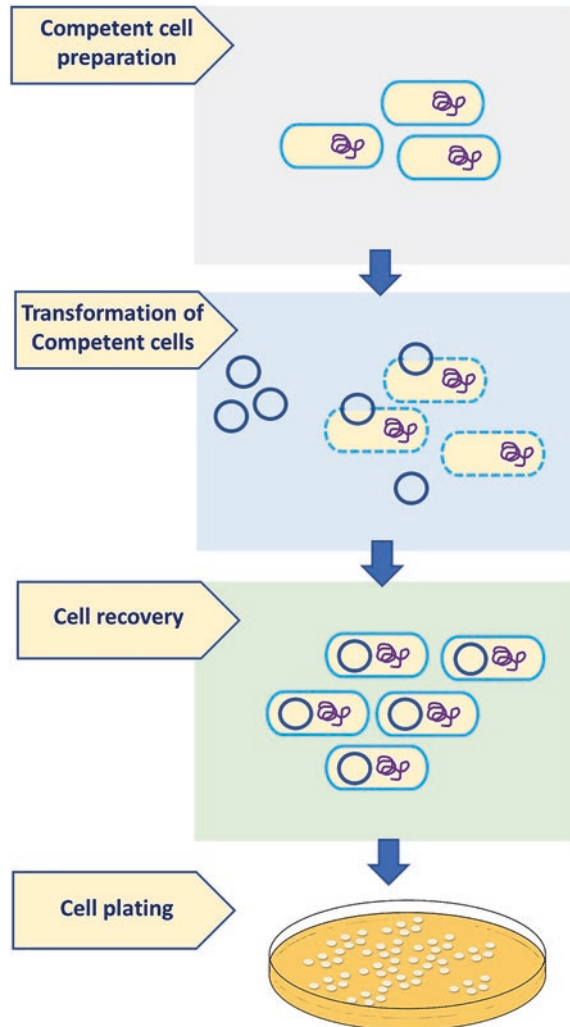 Competent cell
preparation
Transformation of
Competent cells
Cell recovery
Cell plating